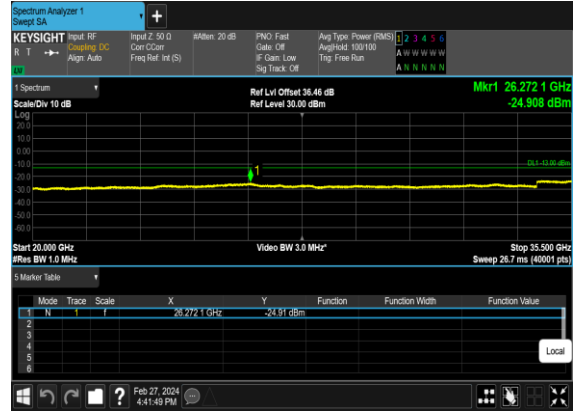 Spectrum Analyzer 1
Swept SA
+
KEYSIGHT Input: RF Input Z: 50 Ω #Atten: 20 dB PNO: Fast Avg Type: Power (RMS) 1 2 3 4 5 6
R T Coupling: DC Corr CCorr Gate: Off Avg|Hold: 100/100 A W W W W W
Align: Auto Freq Ref: Int (S) IF Gain: Low Trig: Free Run
Sig Track: Off A N N N N N
LXI
1 Spectrum Ref Lvl Offset 36.46 dB Mkr1 26.272 1 GHz
Scale/Div 10 dB Ref Level 30.00 dBm -24.908 dBm
Log
20.0
10.0
0.00
-10.0 DL1 -13.00 dBm
1
-20.0
-30.0
-40.0
-50.0
-60.0
Start 20.000 GHz Video BW 3.0 MHz* Stop 35.500 GHz
#Res BW 1.0 MHz Sweep 26.7 ms (40001 pts)
5 Marker Table
Mode Trace Scale X Y Function Function Width Function Value
1 N 1 f 26.272 1 GHz -24.91 dBm
2
3
4
5
6
Local
? Feb 27, 2024
4:41:49 PM